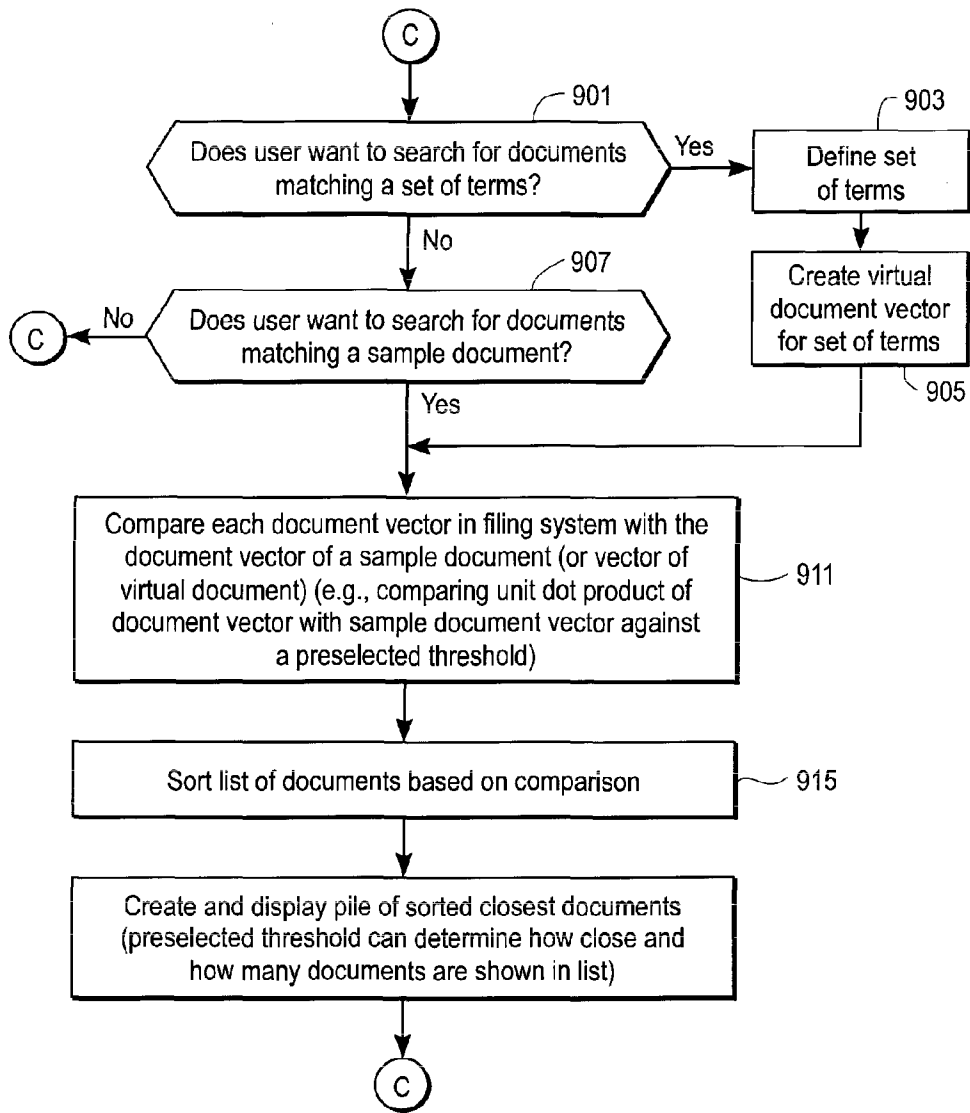 C
901
Does user want to search for documents
matching a set of terms?
Yes
903
Define set
of terms
No
907
Create virtual
document vector
for set of terms
905
C
No
Does user want to search for documents
matching a sample document?
Yes
Compare each document vector in filing system with the
document vector of a sample document (or vector of
virtual document) (e.g., comparing unit dot product of
document vector with sample document vector against
a preselected threshold)
911
Sort list of documents based on comparison
915
Create and display pile of sorted closest documents
(preselected threshold can determine how close and
how many documents are shown in list)
C